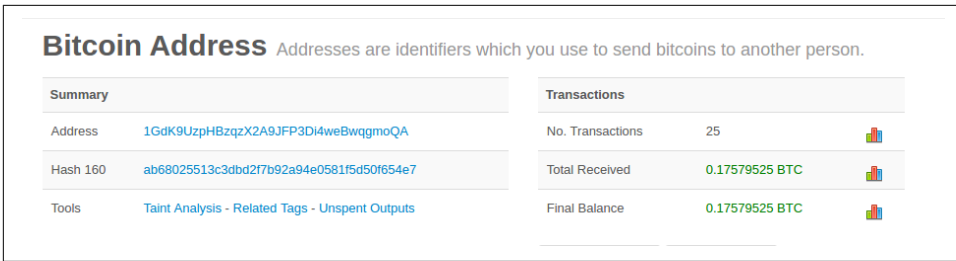 Bitcoin Address Addresses are identifiers which you use to send bitcoins to another person.
Summary
Address 1GdK9UzpHBzqzX2A9JFP3Di4weBwqgmoQA
Hash 160 ab68025513c3dbd2f7b92a94e0581f5d50f654e7
Tools Taint Analysis - Related Tags - Unspent Outputs
Transactions
No. Transactions 25
Total Received 0.17579525 BTC
Final Balance 0.17579525 BTC